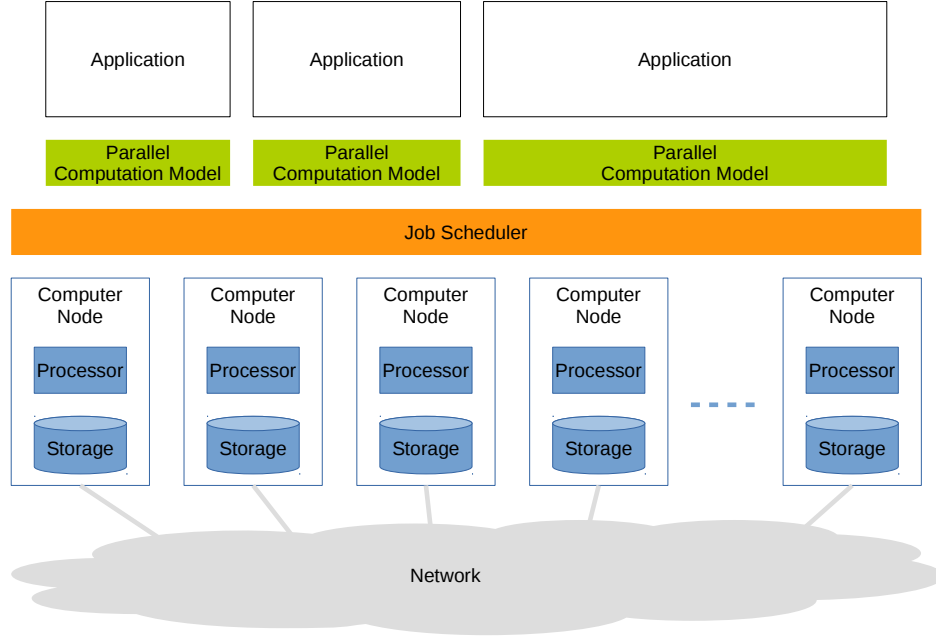 Application
Application
Application
Parallel
Computation Model
Parallel
Computation Model
Parallel
Computation Model
Job Scheduler
Computer
Node
Computer
Node
Computer
Node
Computer
Node
Computer
Node
Processor
Processor
Processor
Processor
Processor
Storage
Storage
Storage
Storage
Storage
Network